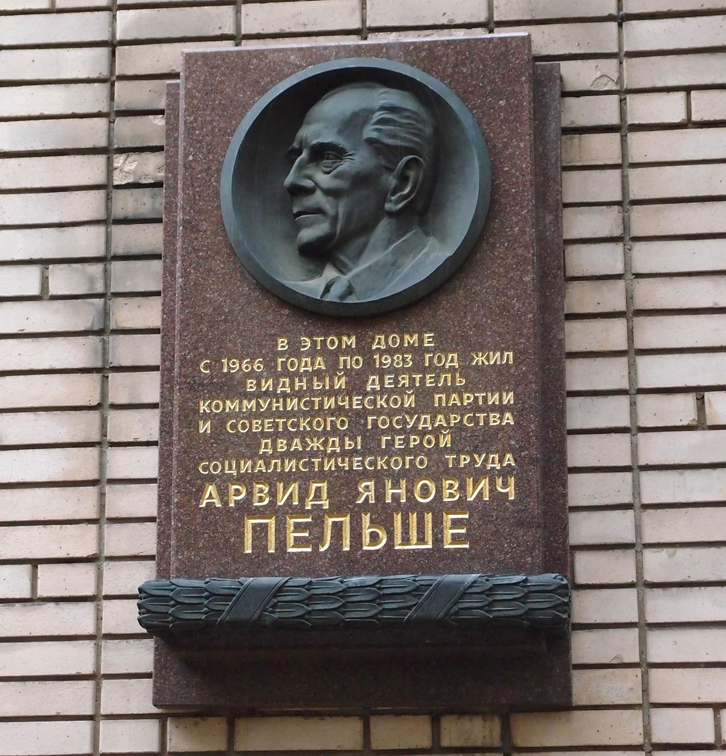 В ЭТОМ ДОМЕ
С 1966 ГОДА ПО 1983 ГОД ЖИЛ
ВИДНЫЙ ДЕЯТЕЛЬ
КОММУНИСТИЧЕСКОЙ ПАРТИИ
И СОВЕТСКОГО ГОСУДАРСТВА
ДВАЖДЫ ГЕРОЙ
СОЦИАЛИСТИЧЕСКОГО ТРУДА
АРВИД ЯНОВИЧ
ПЕЛЬШЕ